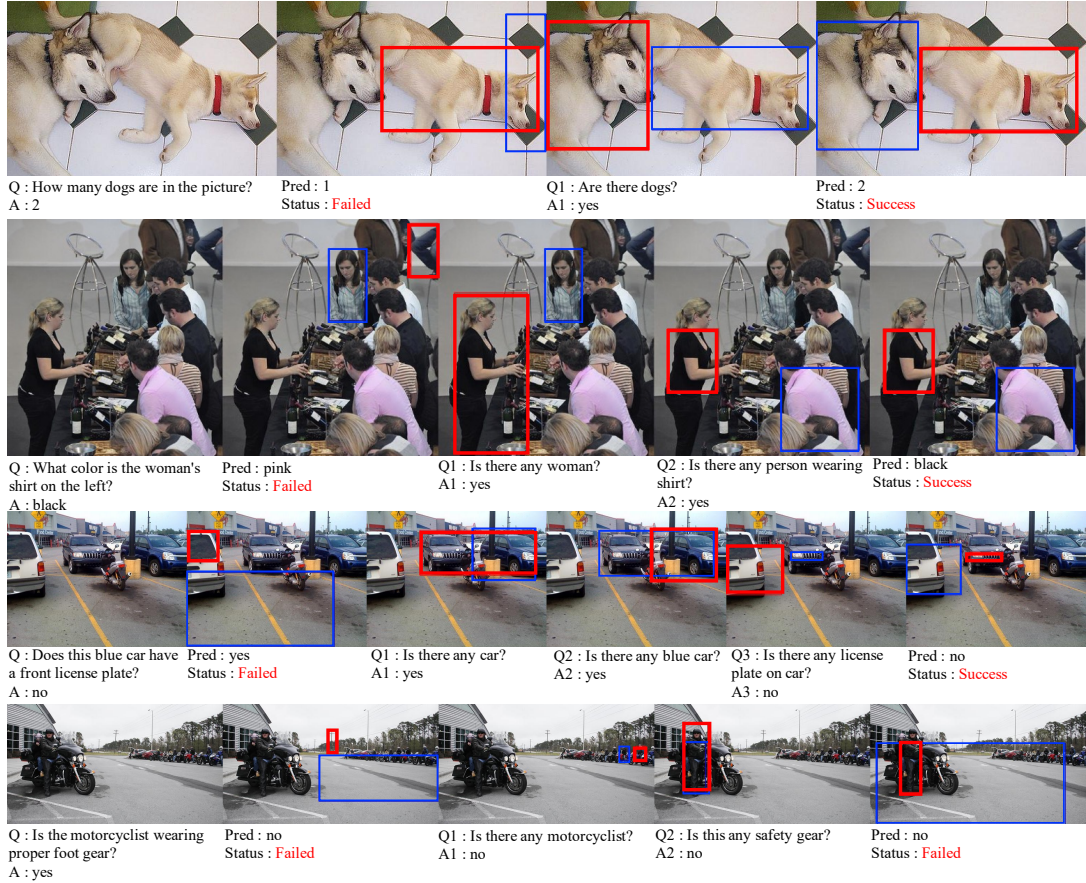 Q : How many dogs are in the picture?
A : 2
Pred : 1
Status : Failed
Q1 : Are there dogs?
A1 : yes
Pred : 2
Status : Success
Q : What color is the woman's
shirt on the left?
A : black
Pred : pink
Status : Failed
Q1 : Is there any woman?
A1 : yes
Q2 : Is there any person wearing
shirt?
A2 : yes
Pred : black
Status : Success
Q : Does this blue car have
a front license plate?
A : no
Pred : yes
Status : Failed
Q1 : Is there any car?
A1 : yes
Q2 : Is there any blue car?
A2 : yes
Q3 : Is there any license
plate on car?
A3 : no
Pred : no
Status : Success
Q : Is the motorcyclist wearing
proper foot gear?
A : yes
Pred : no
Status : Failed
Q1 : Is there any motorcyclist?
A1 : no
Q2 : Is this any safety gear?
A2 : no
Pred : no
Status : Failed